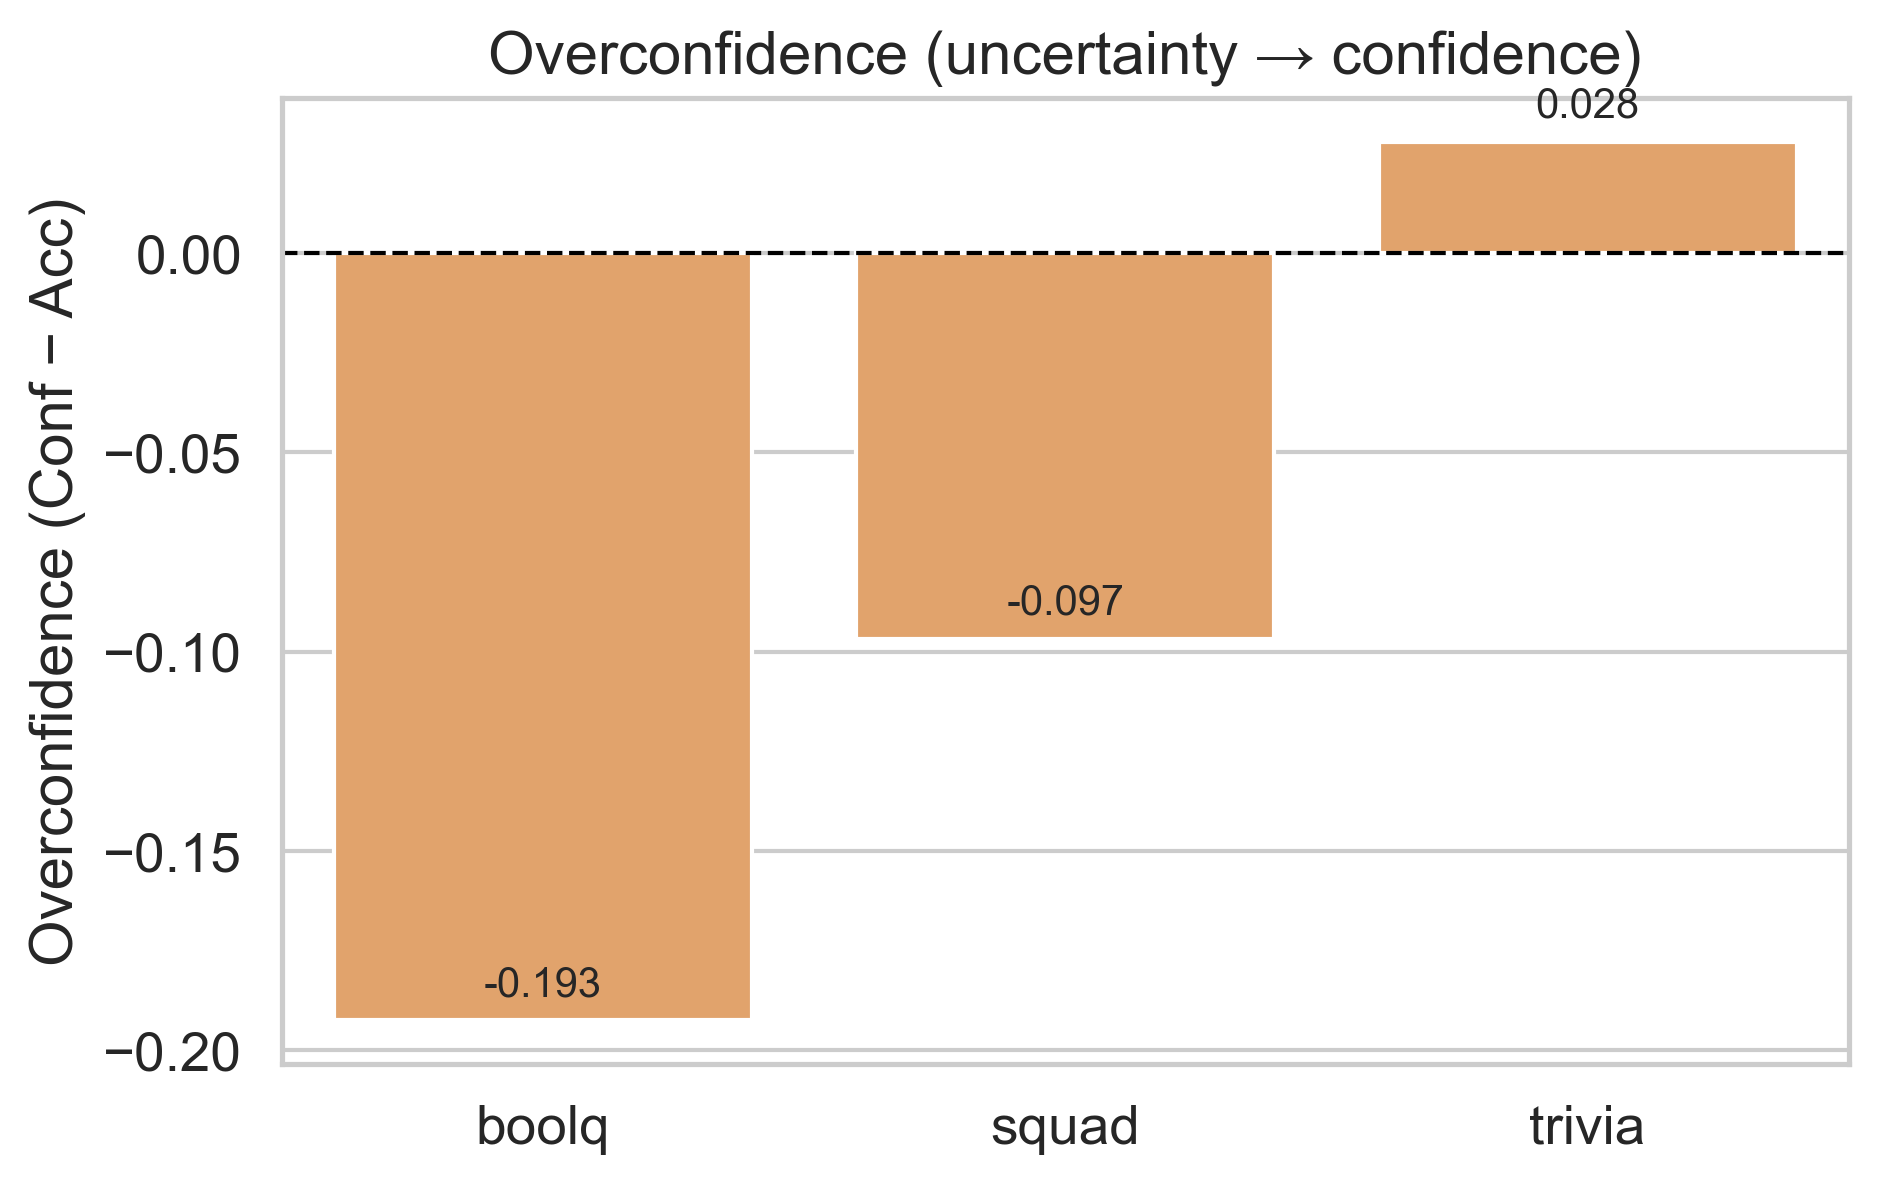 Overconfidence (uncertainty → confidence)
0.028
Overconfidence (Conf − Acc)
0.00
−0.05
−0.10
−0.15
−0.20
-0.193
-0.097
boolq
squad
trivia